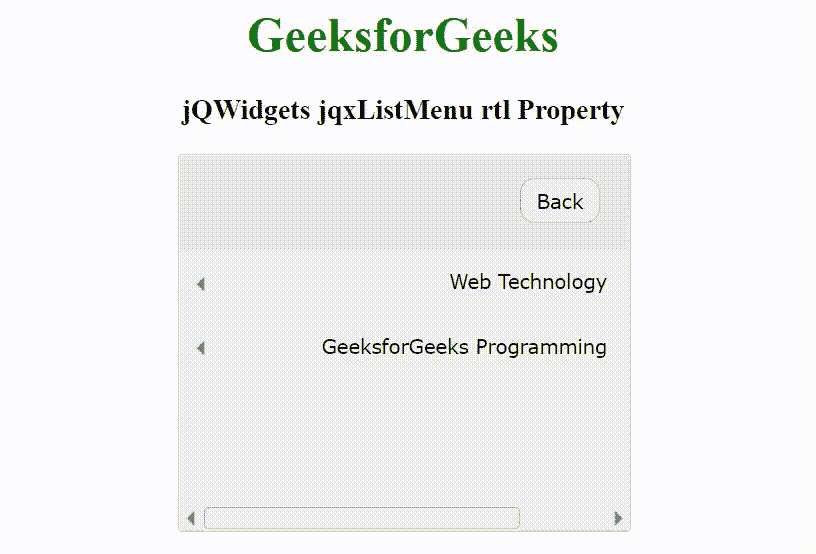 GeeksforGeeks
jQWidgets jqxListMenu rtl Property
Back
Web Technology
GeeksforGeeks Programming